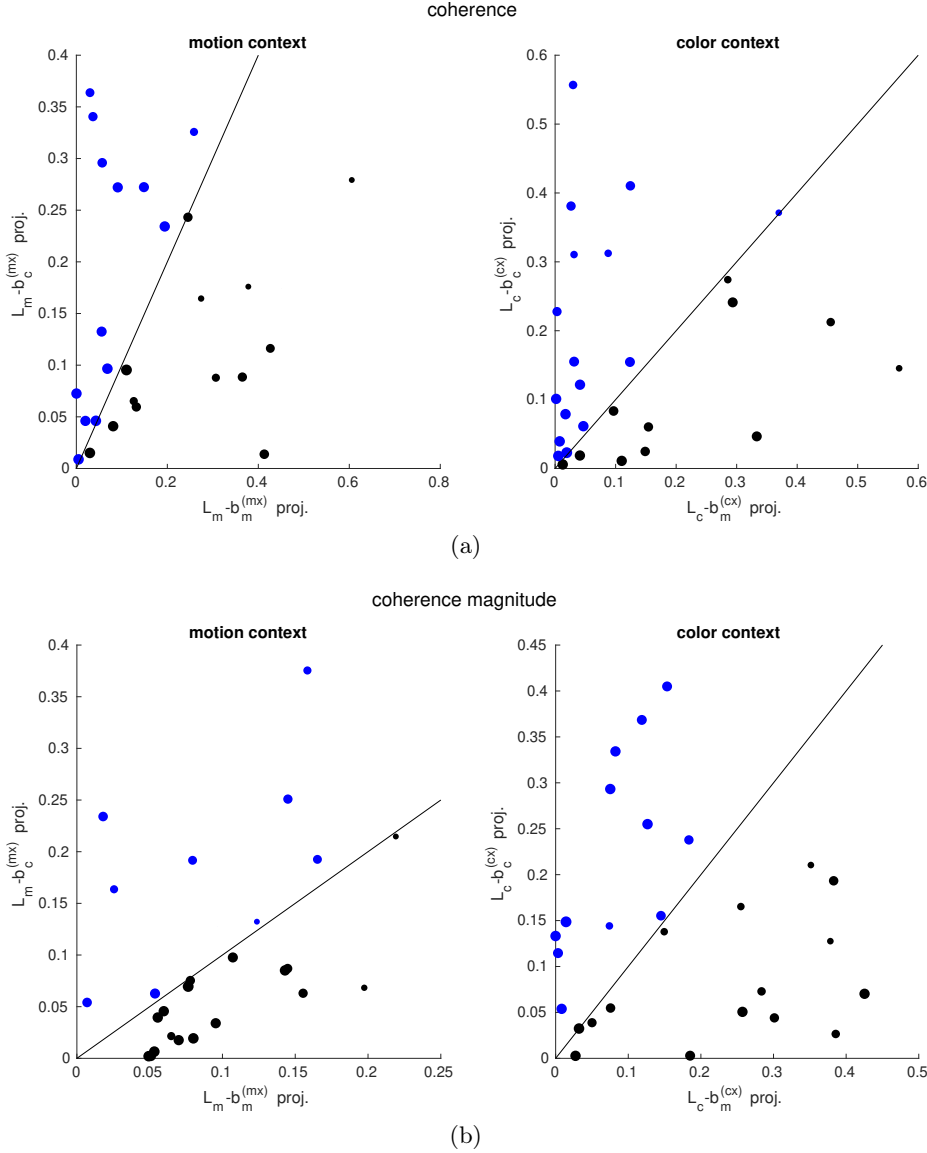 coherence
motion context
color context
0.4
0.35
0.3
0.25
0.2
0.15
0.1
0.05
0
L_m-b_c^(mx) proj.
0 0.2 0.4 0.6 0.8
L_m-b_m^(mx) proj.
0.6
0.5
0.4
0.3
0.2
0.1
0
L_c-b_c^(cx) proj.
0 0.1 0.2 0.3 0.4 0.5 0.6
L_c-b_m^(cx) proj.
(a)
coherence magnitude
motion context
color context
0.4
0.35
0.3
0.25
0.2
0.15
0.1
0.05
0
L_m-b_c^(mx) proj.
0 0.05 0.1 0.15 0.2 0.25
L_m-b_m^(mx) proj.
0.45
0.4
0.35
0.3
0.25
0.2
0.15
0.1
0.05
0
L_c-b_c^(cx) proj.
0 0.1 0.2 0.3 0.4 0.5
L_c-b_m^(cx) proj.
(b)